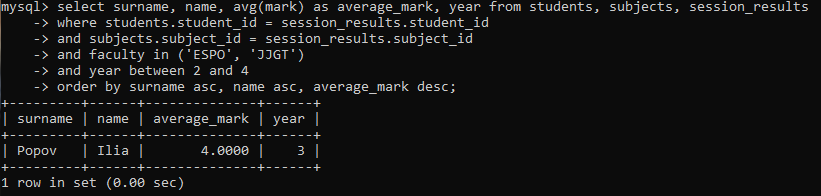 mysql> select surname, name, avg(mark) as average_mark, year from students, subjects, session_results
    -> where students.student_id = session_results.student_id
    -> and subjects.subject_id = session_results.subject_id
    -> and faculty in ('ESPO', 'JJGT')
    -> and year between 2 and 4
    -> order by surname asc, name asc, average_mark desc;
+---------+------+--------------+------+
| surname | name | average_mark | year |
+---------+------+--------------+------+
| Popov   | Ilia |       4.0000 |    3 |
+---------+------+--------------+------+
1 row in set (0.00 sec)